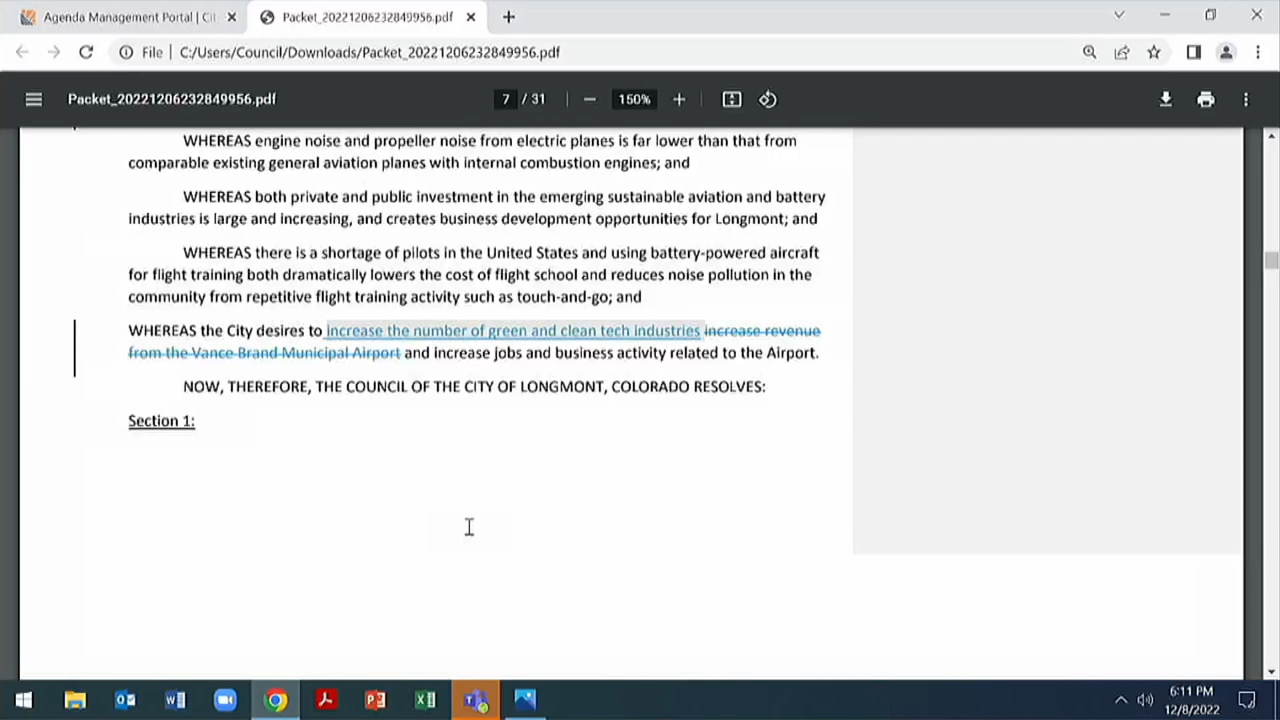 Agenda Management Portal | Cit
Packet_20221206232849956.pdf
File | C:/Users/Council/Downloads/Packet_20221206232849956.pdf
Packet_20221206232849956.pdf
7 / 31
150%
WHEREAS engine noise and propeller noise from electric planes is far lower than that from
comparable existing general aviation planes with internal combustion engines; and
WHEREAS both private and public investment in the emerging sustainable aviation and battery
industries is large and increasing, and creates business development opportunities for Longmont; and
WHEREAS there is a shortage of pilots in the United States and using battery-powered aircraft
for flight training both dramatically lowers the cost of flight school and reduces noise pollution in the
community from repetitive flight training activity such as touch-and-go; and
WHEREAS the City desires to increase the number of green and clean tech industries increase revenue
from the Vance Brand Municipal Airport and increase jobs and business activity related to the Airport.
NOW, THEREFORE, THE COUNCIL OF THE CITY OF LONGMONT, COLORADO RESOLVES:
Section 1:
6:11 PM
12/8/2022